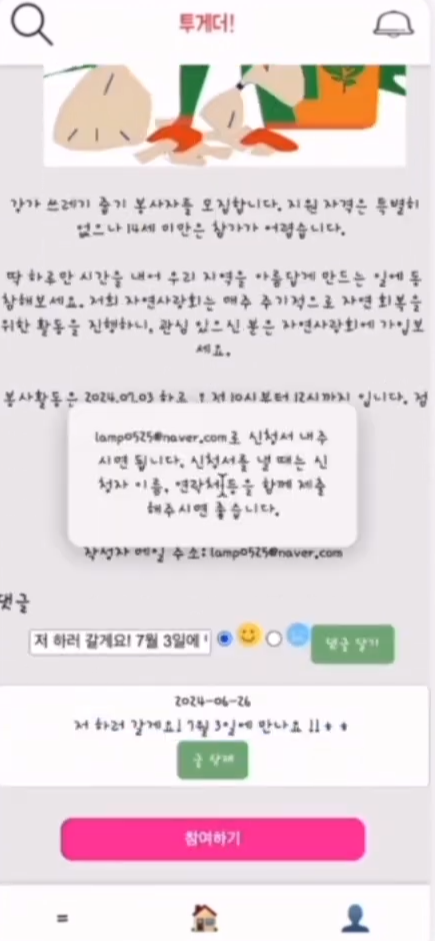 투게더!
강가 쓰레기 줍기 봉사자를 모집합니다. 지원 자격은 특별히
없으나 14세 미만은 참가가 어렵습니다.
딱 하루만 시간을 내어 우리 지역을 아름답게 만드는 일에 동
참해보세요. 저희 자연사랑회는 매주 주기적으로 자연 회복을
위한 활동을 진행하니, 관심 있으신 분은 자연사랑회에 가입보
세요.
봉사활동은 2024.07.03 하루, 오전 10시부터 12시까지 입니다. 점
lamp0525@naver.com로 신청서 내주
시면 됩니다. 신청서를 낼 때는 신
청자 이름, 연락처 등을 함께 제출
해주시면 좋습니다.
작성자 메일 주소: lamp0525@naver.com
댓글
저 하러 갈게요! 7월 3일에
댓글 달기
2024-06-26
저 하러 갈게요! 7월 3일에 만나요 !!++
글 삭제
참여하기